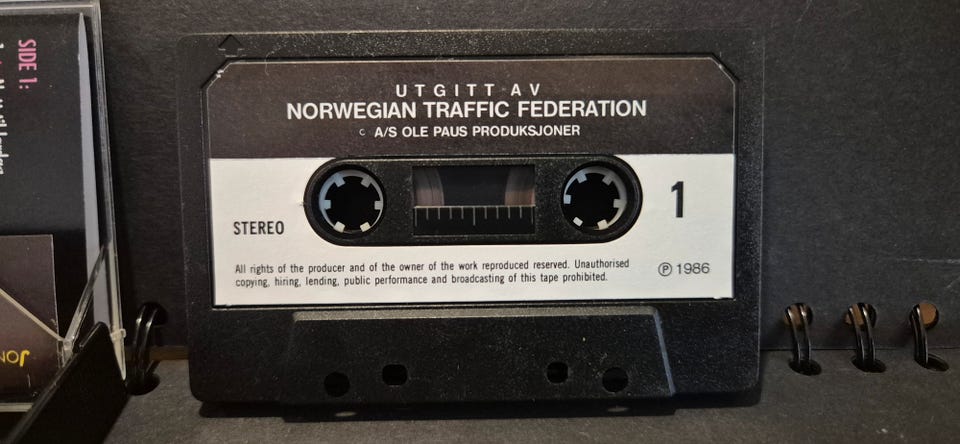 UTGITT AV
NORWEGIAN TRAFFIC FEDERATION
© A/S OLE PAUS PRODUKSJONER
STEREO
1
All rights of the producer and of the owner of the work reproduced reserved. Unauthorised
copying, hiring, lending, public performance and broadcasting of this tape prohibited.
℗ 1986
SIDE 1: